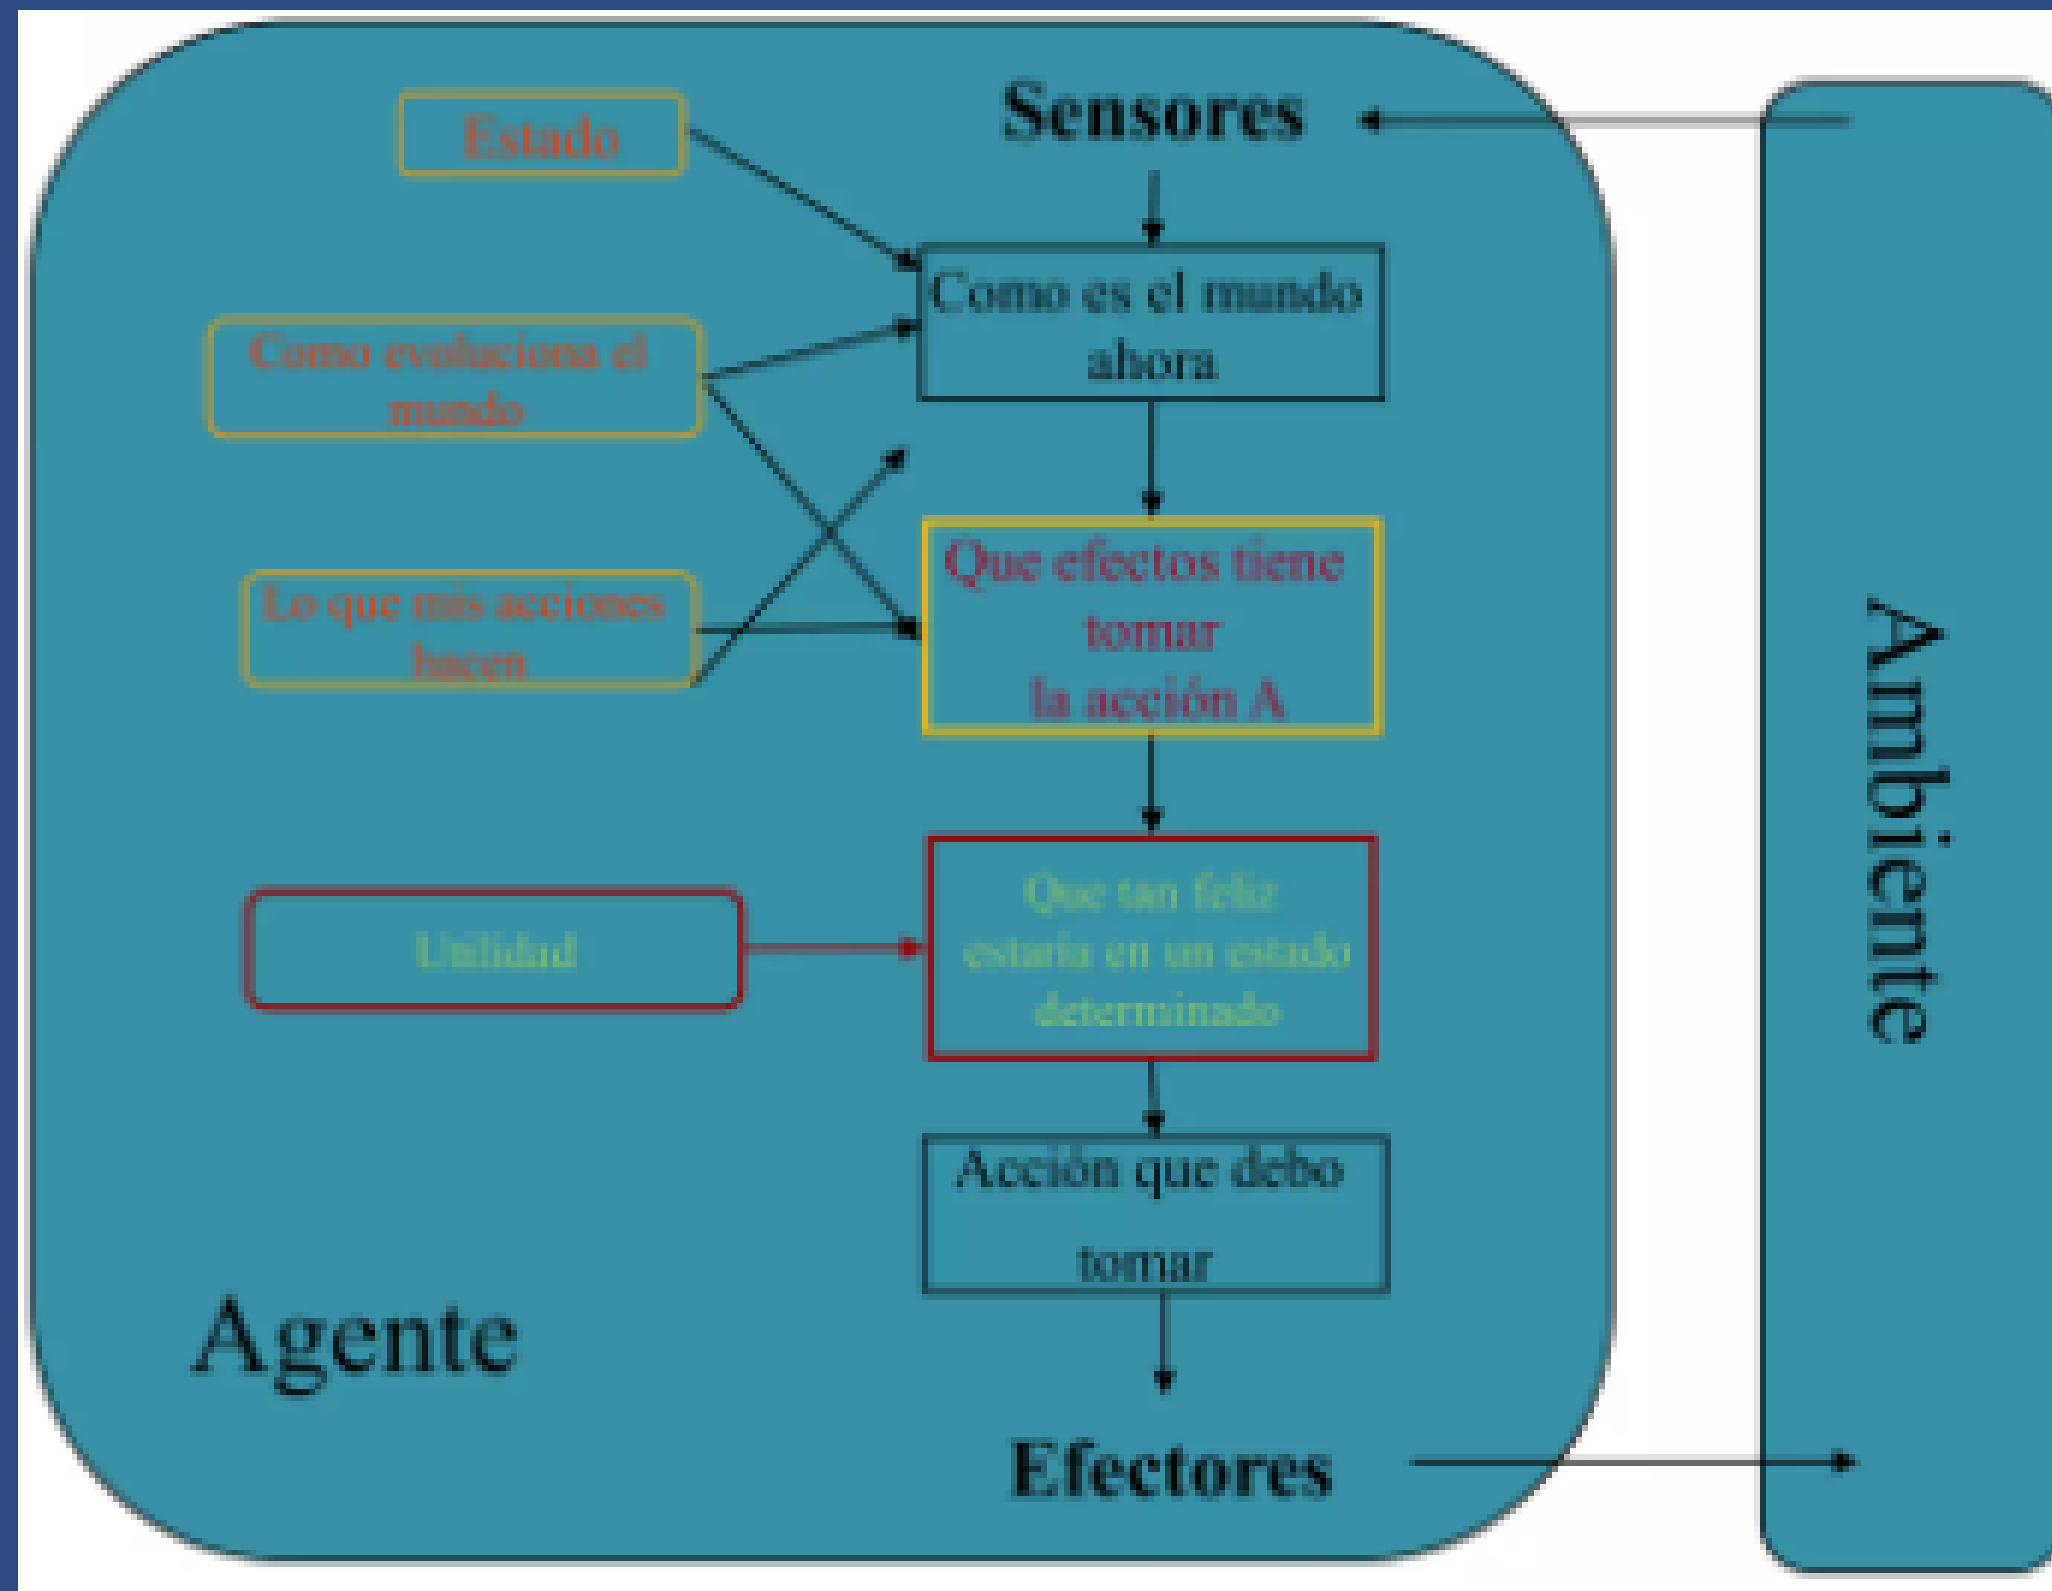 Sensores
Estado
Como es el mundo
ahora
Como evoluciona el
mundo
Que efectos tiene
tomar
la acción A
Lo que mis acciones
hacen
Que tan feliz
estaria en un estado
determinado
Utilidad
Acción que debo
tomar
Agente
Efectores
Ambiente